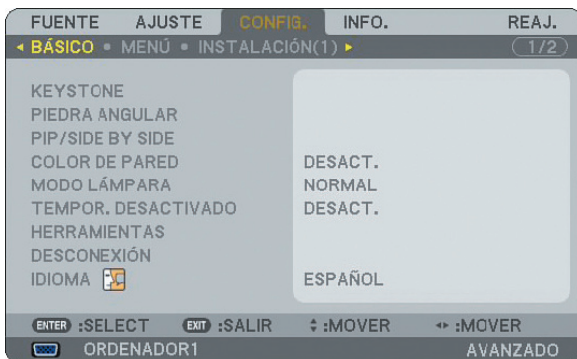 FUENTE AJUSTE CONFIG. INFO. REAJ.
BÁSICO • MENÚ • INSTALACIÓN(1) 1/2
KEYSTONE
PIEDRA ANGULAR
PIP/SIDE BY SIDE
COLOR DE PARED DESACT.
MODO LÁMPARA NORMAL
TEMPOR. DESACTIVADO DESACT.
HERRAMIENTAS
DESCONEXIÓN
IDIOMA ESPAÑOL
ENTER :SELECT EXIT :SALIR :MOVER :MOVER
ORDENADOR1 AVANZADO